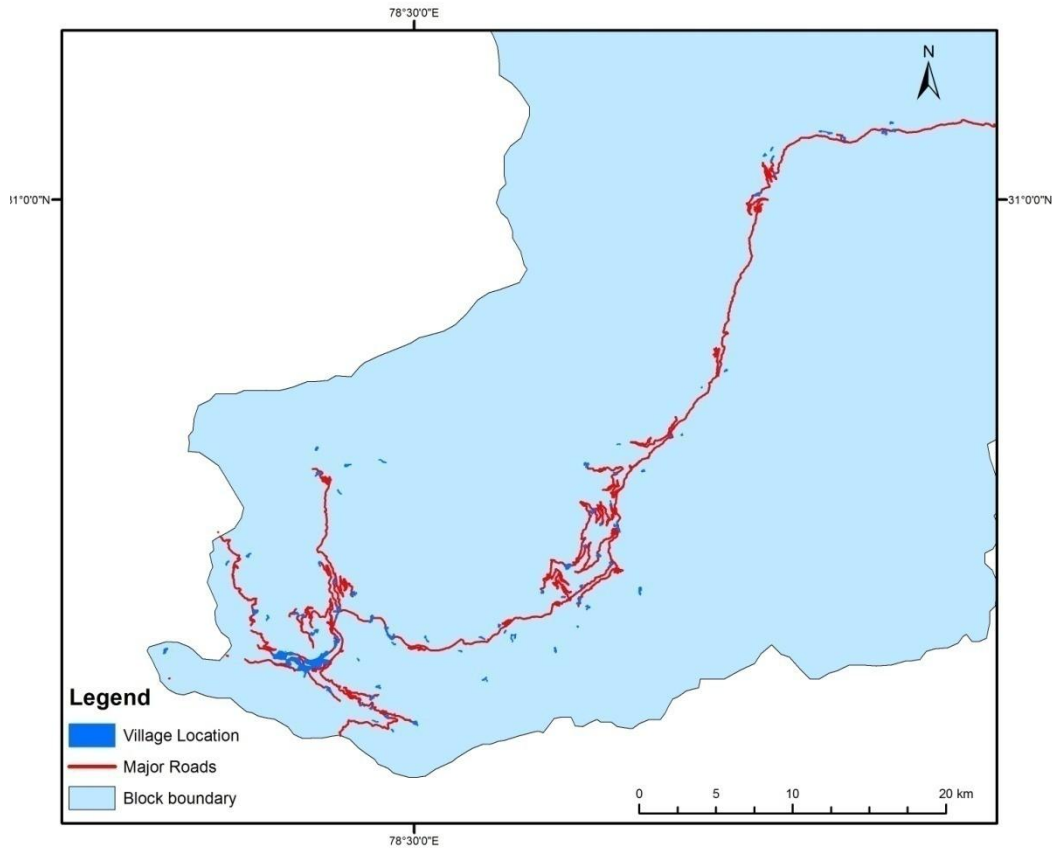 78°30'0"E
N
31°0'0"N
31°0'0"N
Legend
Village Location
Major Roads
Block boundary
0 5 10 20 km
78°30'0"E